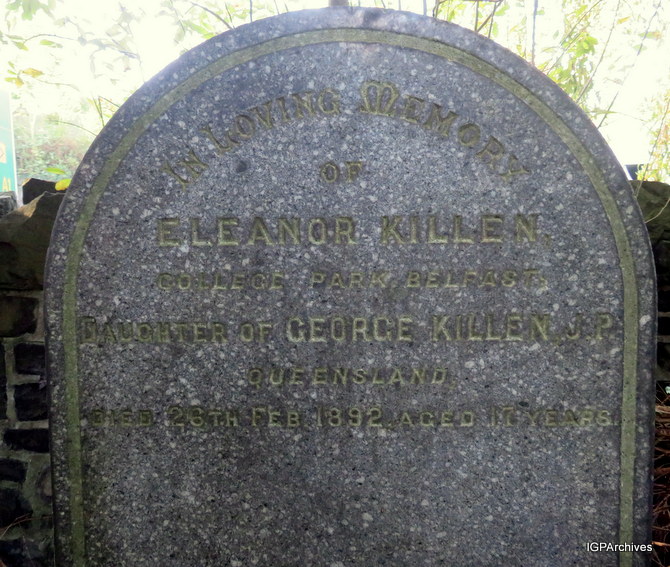 IN LOVING MEMORY
OF
ELEANOR KILLEN,
COLLEGE PARK, BELFAST,
DAUGHTER OF GEORGE KILLEN, J.P.
QUEENSLAND,
DIED 26TH FEB. 1892, AGED 17 YEARS.
IGPArchives